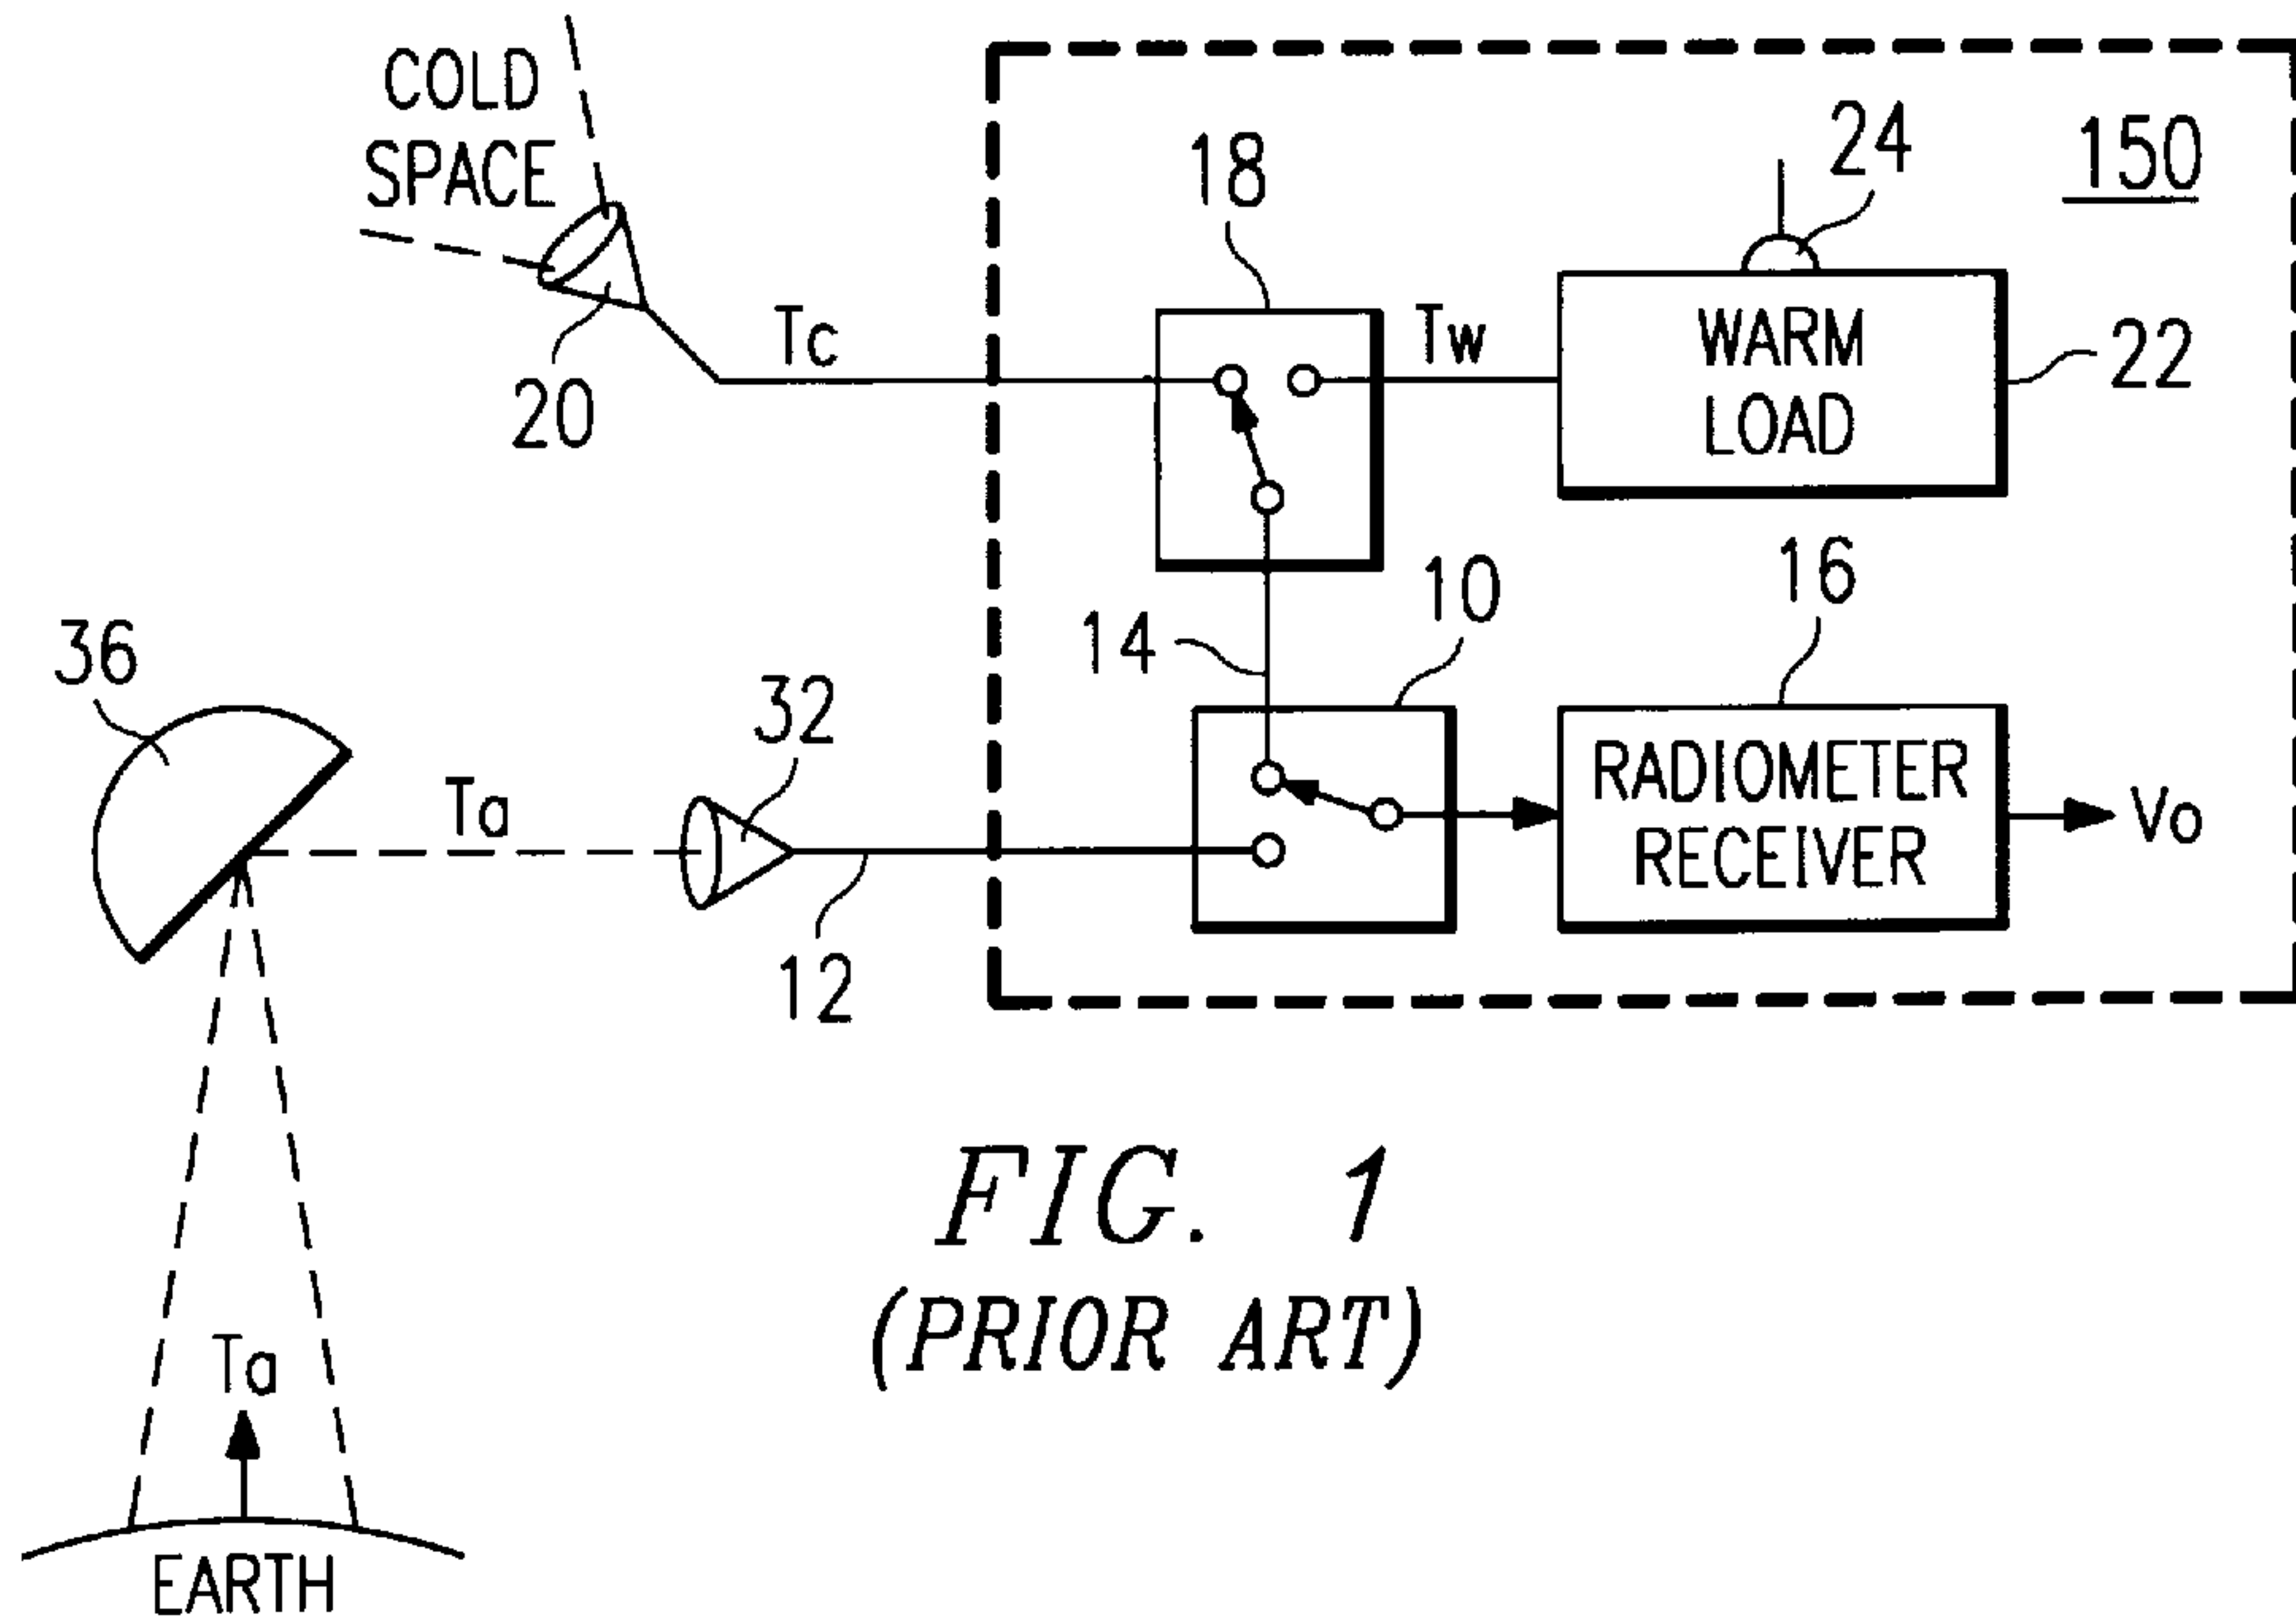 COLD
SPACE
20
Tc
18
Tw
24
150
WARM
LOAD
22
14
10
16
RADIOMETER
RECEIVER
Vo
36
Ta
32
12
Ta
EARTH
FIG. 1
(PRIOR ART)